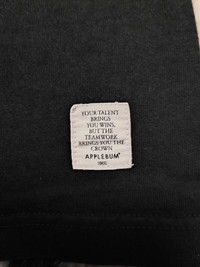 YOUR TALENT
BRINGS
YOU WINS,
BUT THE
TEAMWORK
BRINGS YOU THE
CROWN
APPLEBUM